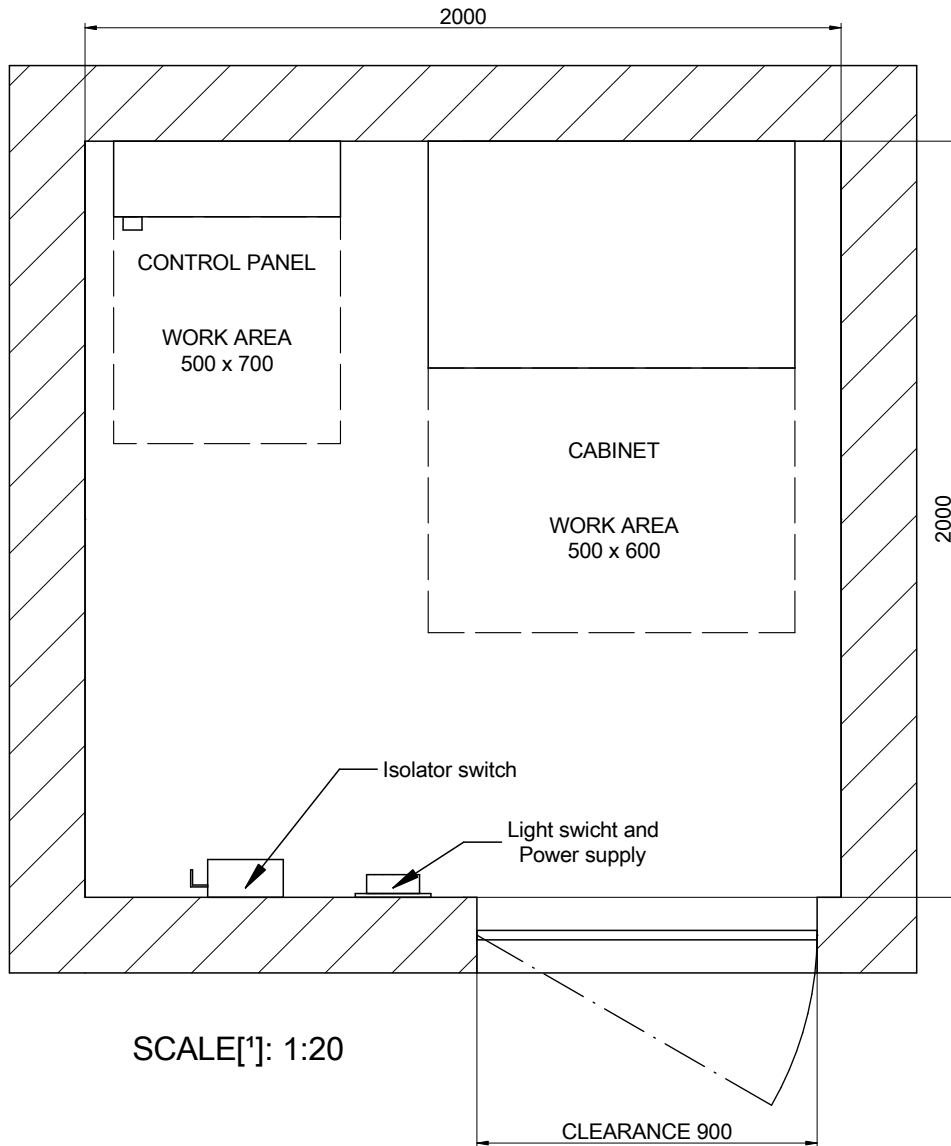 2000
CONTROL PANEL
WORK AREA
500 x 700
CABINET
WORK AREA
500 x 600
2000
Isolator switch
Light swicht and
Power supply
SCALE[¹]: 1:20
CLEARANCE 900